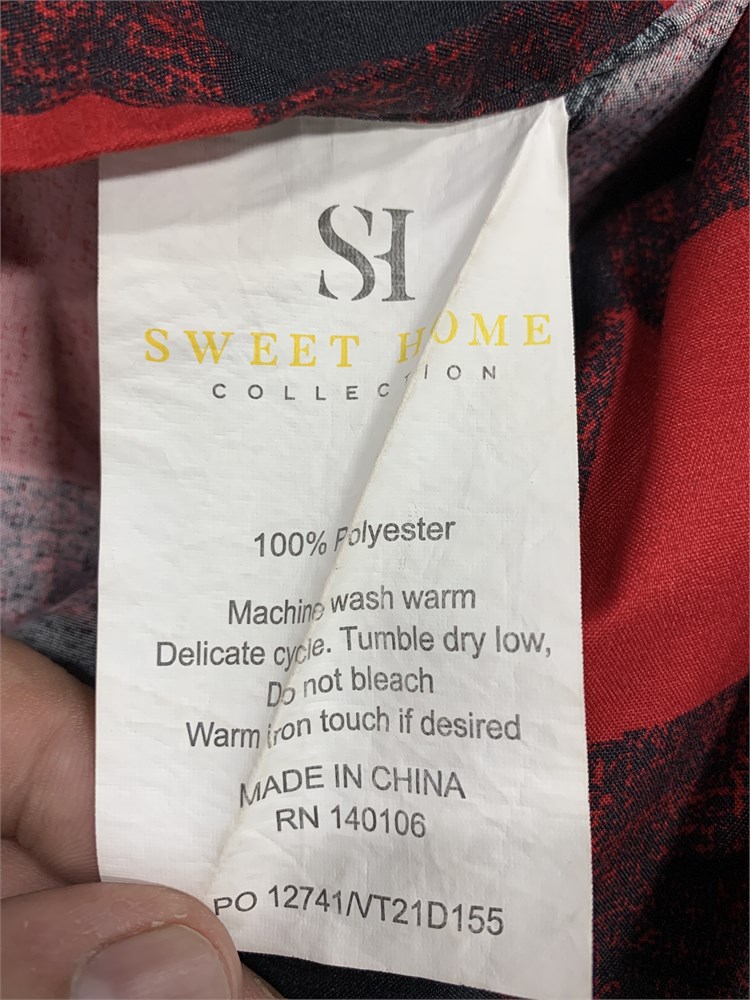 SH
SWEET HOME
COLLECTION
100% Polyester
Machine wash warm
Delicate cycle. Tumble dry low,
Do not bleach
Warm iron touch if desired
MADE IN CHINA
RN 140106
PO 12741/VT21D155